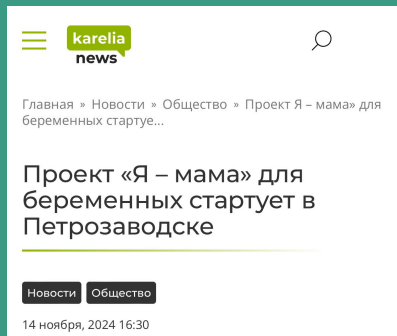 karelia
news
Главная » Новости » Общество » Проект Я – мама» для
беременных стартуе...
Проект «Я – мама» для
беременных стартует в
Петрозаводске
Новости Общество
14 ноября, 2024 16:30